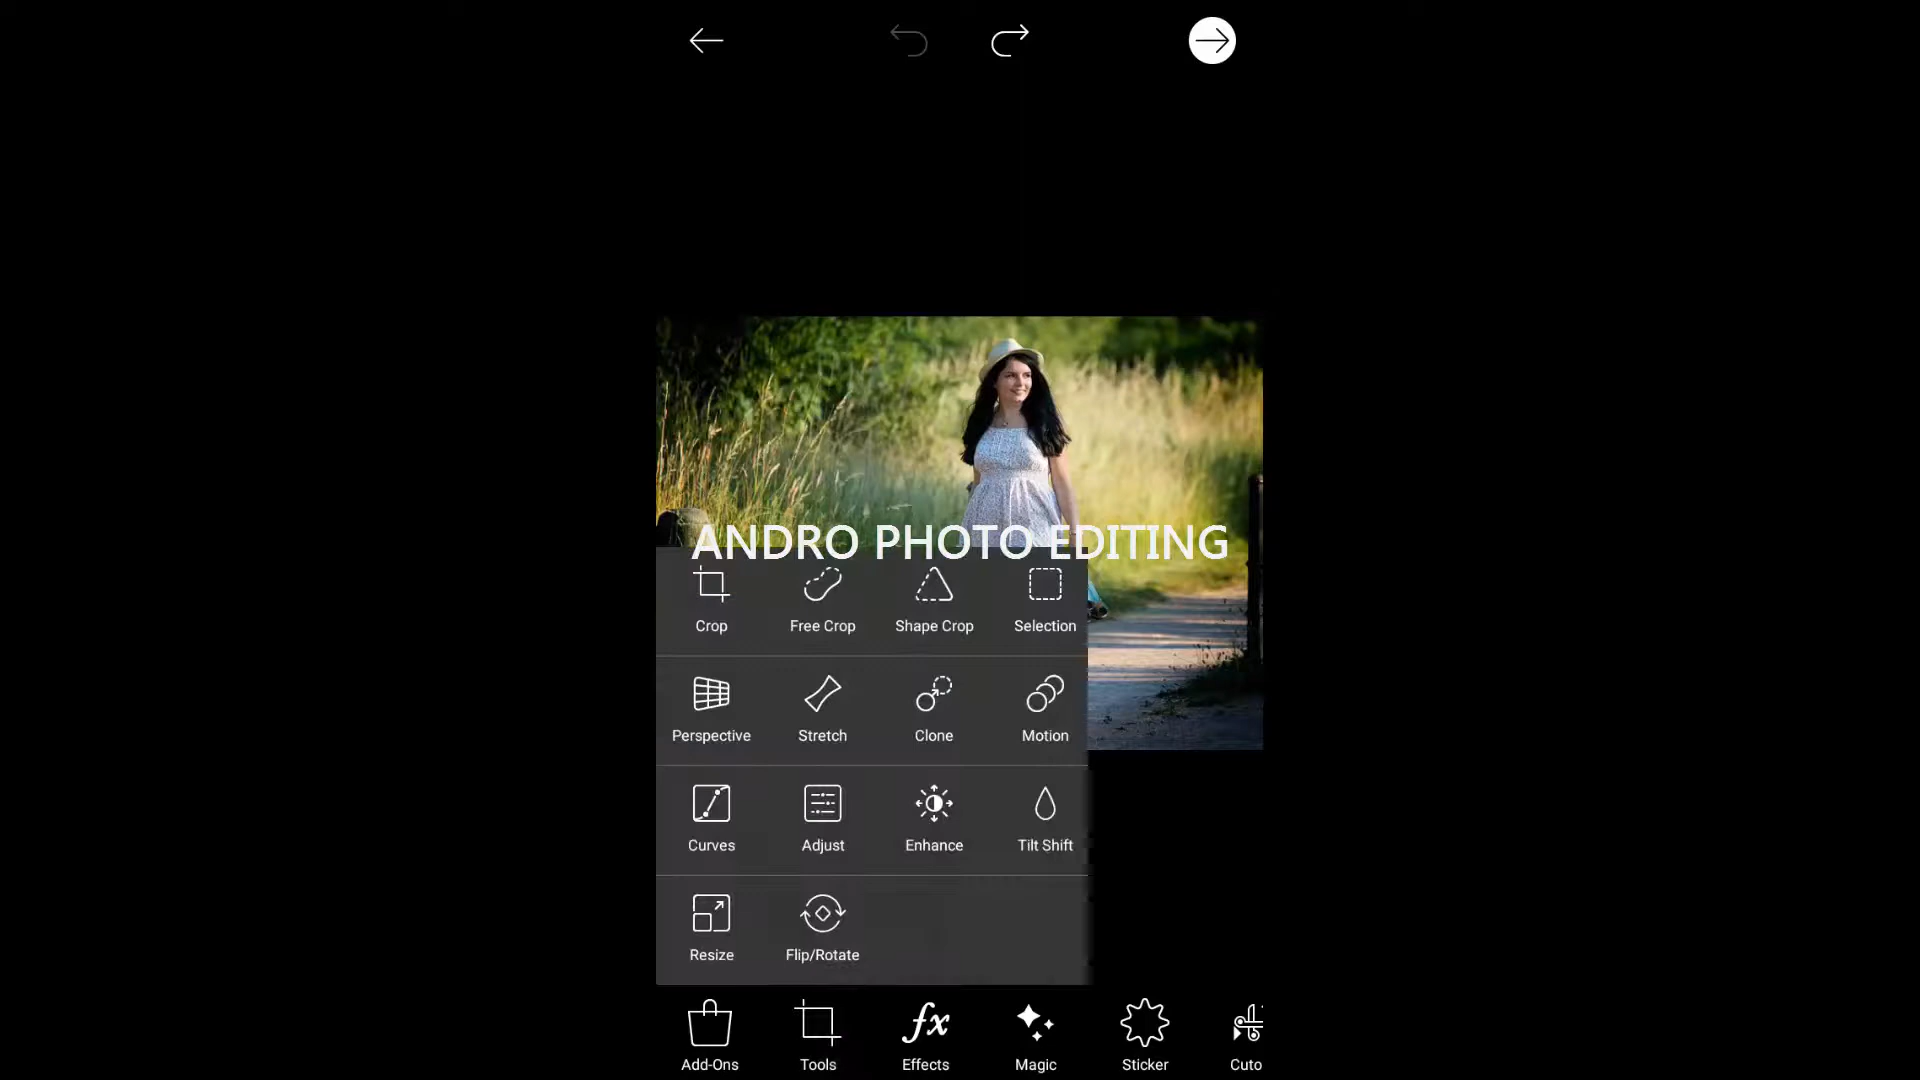 ANDRO PHOTO EDITING
Crop Free Crop Shape Crop Selection
Perspective Stretch Clone Motion
Curves Adjust Enhance Tilt Shift
Resize Flip/Rotate
fx
Add-Ons Tools Effects Magic Sticker Cuto